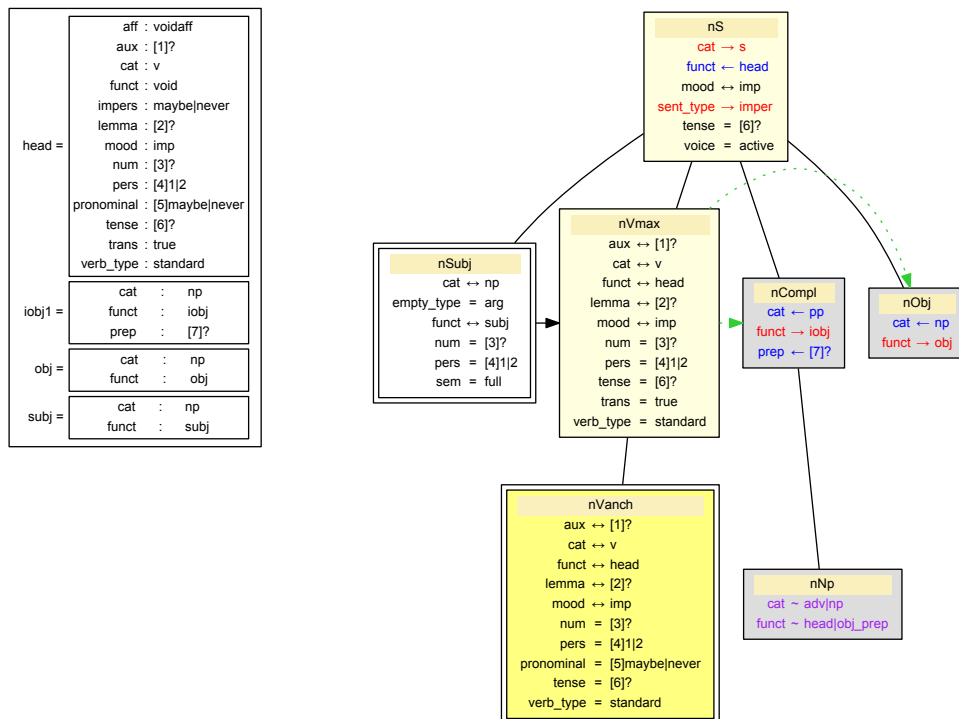 head =
aff : voidaff
aux : [1]?
cat : v
funct : void
impers : maybe|never
lemma : [2]?
mood : imp
num : [3]?
pers : [4]1|2
pronominal : [5]maybe|never
tense : [6]?
trans : true
verb_type : standard
iobj1 =
cat : np
funct : iobj
prep : [7]?
obj =
cat : np
funct : obj
subj =
cat : np
funct : subj
nS
cat → s
funct ← head
mood ↔ imp
sent_type → imper
tense = [6]?
voice = active
nSubj
cat ↔ np
empty_type = arg
funct ↔ subj
num = [3]?
pers = [4]1|2
sem = full
nVmax
aux ↔ [1]?
cat ↔ v
funct ↔ head
lemma ↔ [2]?
mood ↔ imp
num = [3]?
pers = [4]1|2
tense = [6]?
trans = true
verb_type = standard
nCompl
cat ← pp
funct → iobj
prep ← [7]?
nObj
cat ← np
funct → obj
nVanch
aux ↔ [1]?
cat ↔ v
funct ↔ head
lemma ↔ [2]?
mood ↔ imp
num = [3]?
pers = [4]1|2
pronominal = [5]maybe|never
tense = [6]?
verb_type = standard
nNp
cat ~ adv|np
funct ~ head|obj_prep